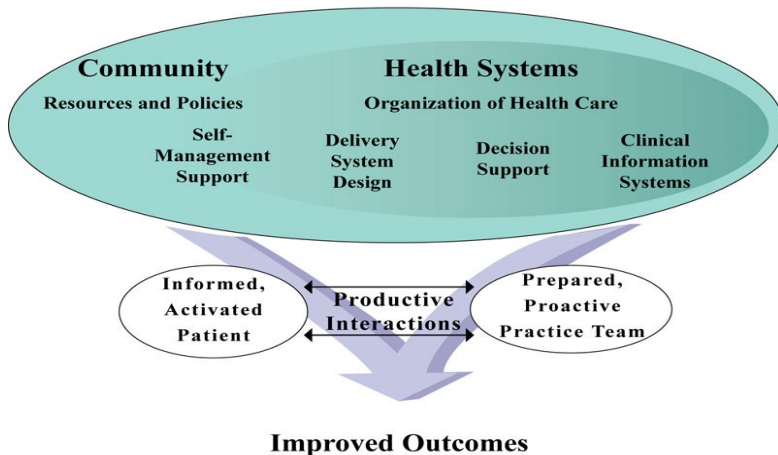 Community
Health Systems
Resources and Policies
Organization of Health Care
Self-
Management
Support
Delivery
System
Design
Decision
Support
Clinical
Information
Systems
Informed,
Activated
Patient
Productive
Interactions
Prepared,
Proactive
Practice Team
Improved Outcomes